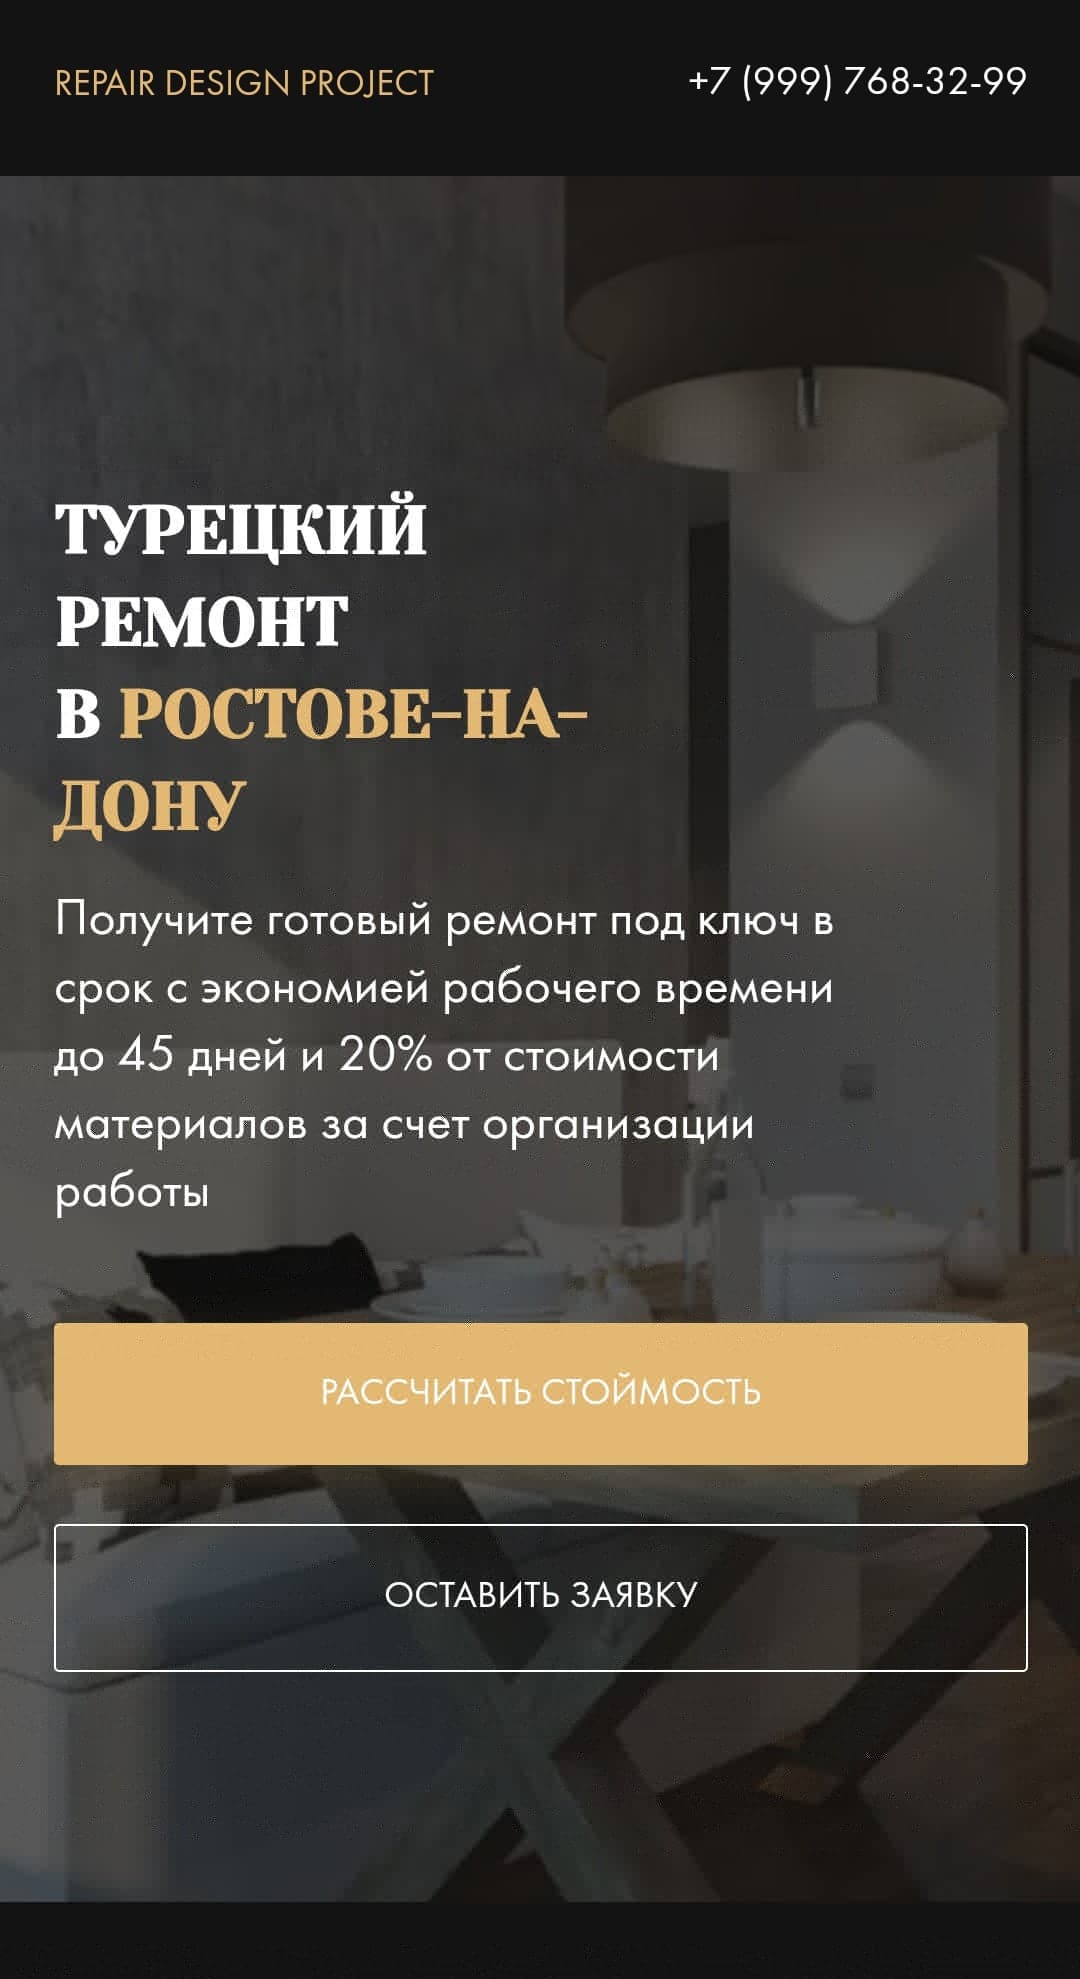 REPAIR DESIGN PROJECT
+7 (999) 768-32-99
ТУРЕЦКИЙ
РЕМОНТ
В РОСТОВЕ-НА-
ДОНУ
Получите готовый ремонт под ключ в
срок с экономией рабочего времени
до 45 дней и 20% от стоимости
материалов за счет организации
работы
РАССЧИТАТЬ СТОЙМОСТЬ
ОСТАВИТЬ ЗАЯВКУ